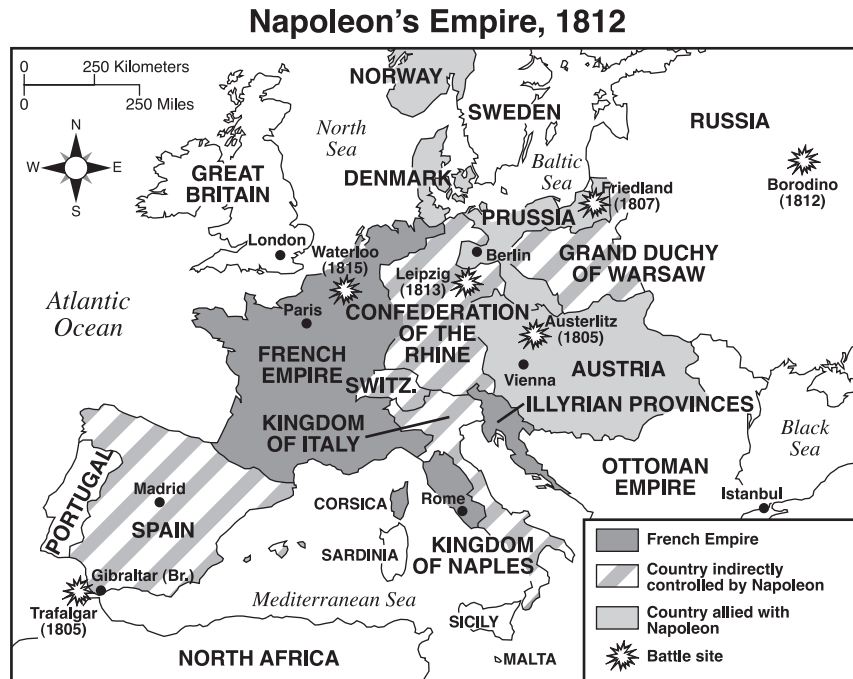 Napoleon's Empire, 1812
0 250 Kilometers
0 250 Miles
N
W E
S
NORWAY
SWEDEN
RUSSIA
North
Sea
Baltic
Sea
GREAT
BRITAIN
DENMARK
Friedland
(1807)
Borodino
(1812)
PRUSSIA
London
Waterloo
(1815)
Berlin
Leipzig
(1813)
GRAND DUCHY
OF WARSAW
Atlantic
Ocean
Paris
CONFEDERATION
OF THE
RHINE
Austerlitz
(1805)
FRENCH
EMPIRE
AUSTRIA
Vienna
SWITZ.
ILLYRIAN PROVINCES
KINGDOM
OF ITALY
Black
Sea
PORTUGAL
Madrid
SPAIN
CORSICA
Rome
OTTOMAN
EMPIRE
Istanbul
SARDINIA
KINGDOM
OF NAPLES
Gibraltar (Br.)
Trafalgar
(1805)
Mediterranean Sea
SICILY
NORTH AFRICA
MALTA
French Empire
Country indirectly
controlled by Napoleon
Country allied with
Napoleon
Battle site